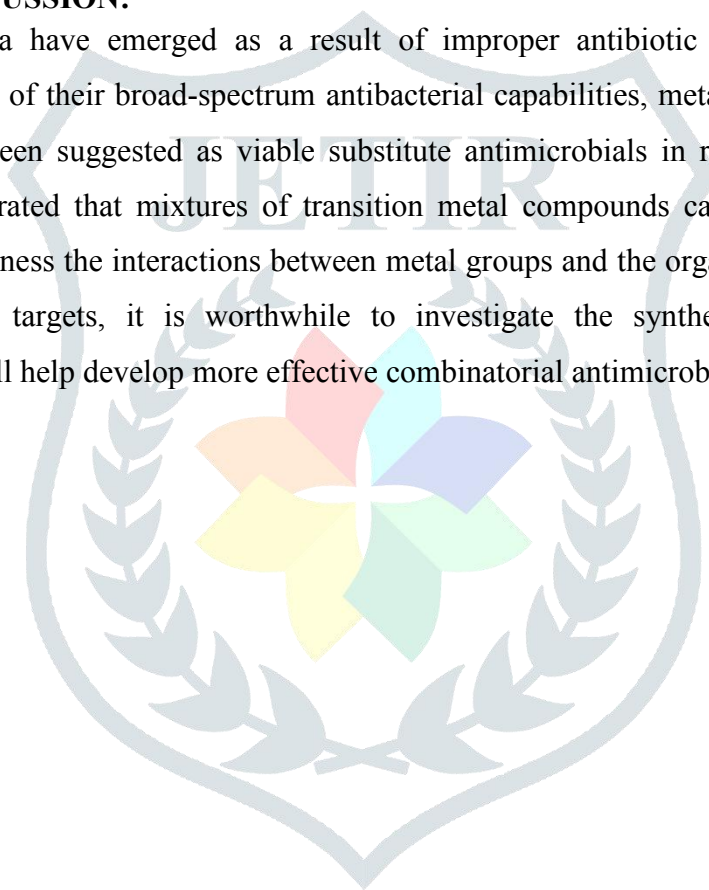 USSION:
a have emerged as a result of improper antibiotic
of their broad-spectrum antibacterial capabilities, meta
een suggested as viable substitute antimicrobials in r
rated that mixtures of transition metal compounds ca
ness the interactions between metal groups and the orga
targets, it is worthwhile to investigate the synthe
ll help develop more effective combinatorial antimicrob
JETIR